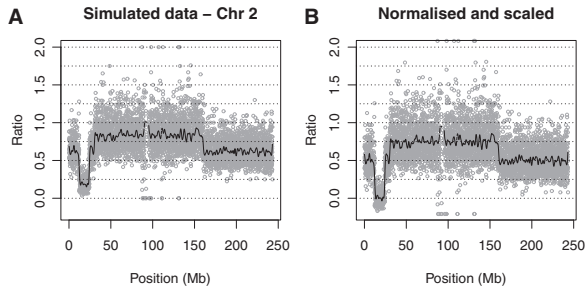 A
Simulated data – Chr 2
Ratio
2.0
1.5
1.0
0.5
0.0
0 50 100 150 200 250
Position (Mb)
B
Normalised and scaled
Ratio
2.0
1.5
1.0
0.5
0.0
0 50 100 150 200 250
Position (Mb)